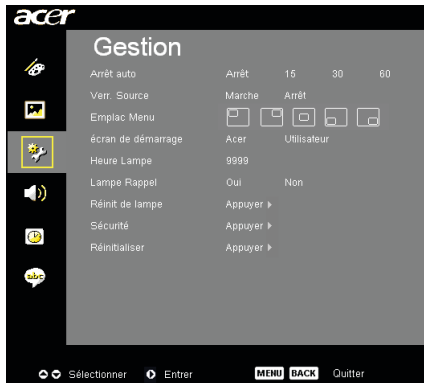 acer
Gestion
Arrêt auto Arrêt 15 30 60
Verr. Source Marche Arrêt
Emplac Menu
écran de démarrage Acer Utilisateur
Heure Lampe 9999
Lampe Rappel Oui Non
Réinit de lampe Appuyer
Sécurité Appuyer
Réinitialiser Appuyer
abc
Sélectionner Entrer MENU BACK Quitter